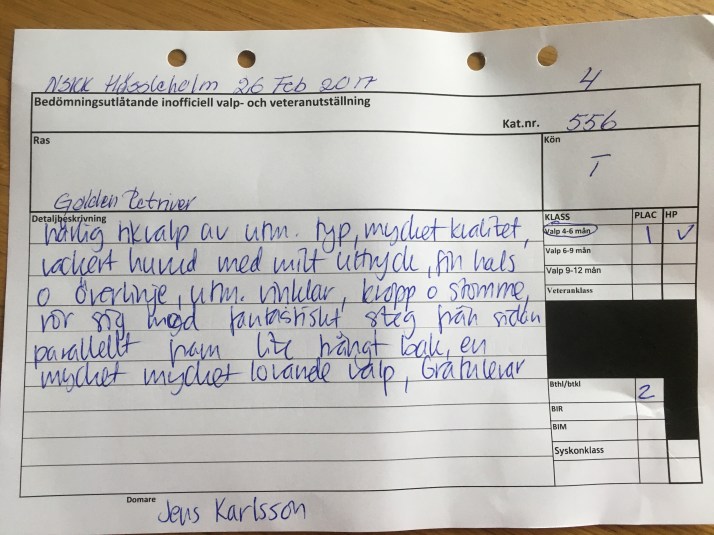 NSKK Hässleholm 26 Feb 2017
4
Bedömningsutlåtande inofficiell valp- och veteranutställning
Kat.nr. 556
Ras
Kön
T
Golden Retriver
Detaljbeskrivning
KLASS PLAC HP
härlig tikvalp av utm. typ, mycket kvalitet,
Valp 4-6 mån 1 ✓
vackert huvud med milt uttryck, fin hals
Valp 6-9 mån
Valp 9-12 mån
o överlinje, utm. vinklar, kropp o stomme,
Veteranklass
rör sig med fantastiskt steg från sidan
parallellt fram lite trångt bak, en
mycket mycket lovande valp, Gratulerar
Bthl/btkl 2
BIR
BIM
Syskonklass
Domare
Jens Karlsson